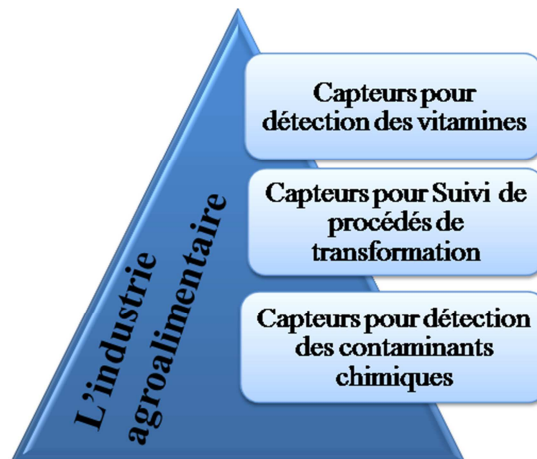 Capteurs pour
détection des vitamines
Capteurs pour Suivi de
procédés de
transformation
Capteurs pour détection
des contaminants
chimiques
L'industrie
agroalimentaire